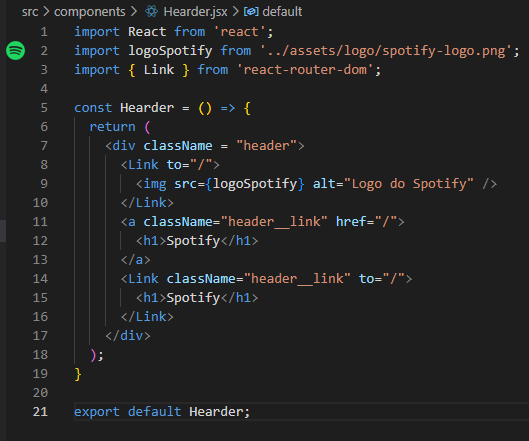 src > components > Hearder.jsx > default
1 import React from 'react';
2 import logoSpotify from '../assets/logo/spotify-logo.png';
3 import { Link } from 'react-router-dom';
4
5 const Hearder = () => {
6   return (
7     <div className = "header">
8       <Link to="/">
9         <img src={logoSpotify} alt="Logo do Spotify" />
10       </Link>
11       <a className="header__link" href="/">
12         <h1>Spotify</h1>
13       </a>
14       <Link className="header__link" to="/">
15         <h1>Spotify</h1>
16       </Link>
17     </div>
18   );
19 }
20
21 export default Hearder;